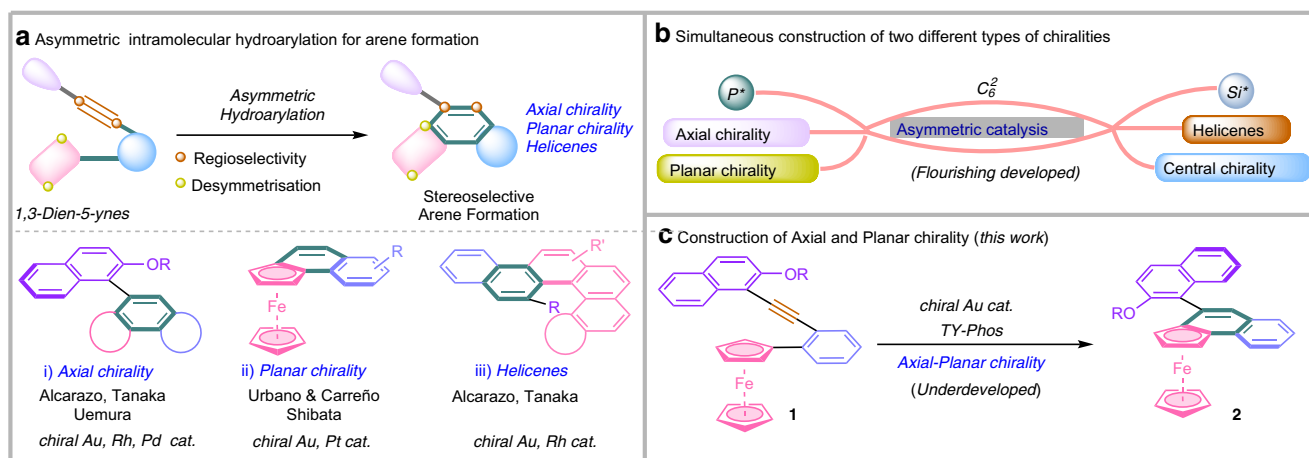 a Asymmetric intramolecular hydroarylation for arene formation
Asymmetric
Hydroarylation
Regioselectivity
Desymmetrisation
1,3-Dien-5-ynes
Axial chirality
Planar chirality
Helicenes
Stereoselective
Arene Formation
OR
i) Axial chirality
Alcarazo, Tanaka
Uemura
chiral Au, Rh, Pd cat.
R
Fe
ii) Planar chirality
Urbano & Carreño
Shibata
chiral Au, Pt cat.
R'
R
iii) Helicenes
Alcarazo, Tanaka
chiral Au, Rh cat.
b Simultaneous construction of two different types of chiralities
P*
Axial chirality
Planar chirality
C₆²
Asymmetric catalysis
(Flourishing developed)
Si*
Helicenes
Central chirality
c Construction of Axial and Planar chirality (this work)
OR
Fe
1
chiral Au cat.
TY-Phos
Axial-Planar chirality
(Underdeveloped)
RO
Fe
2